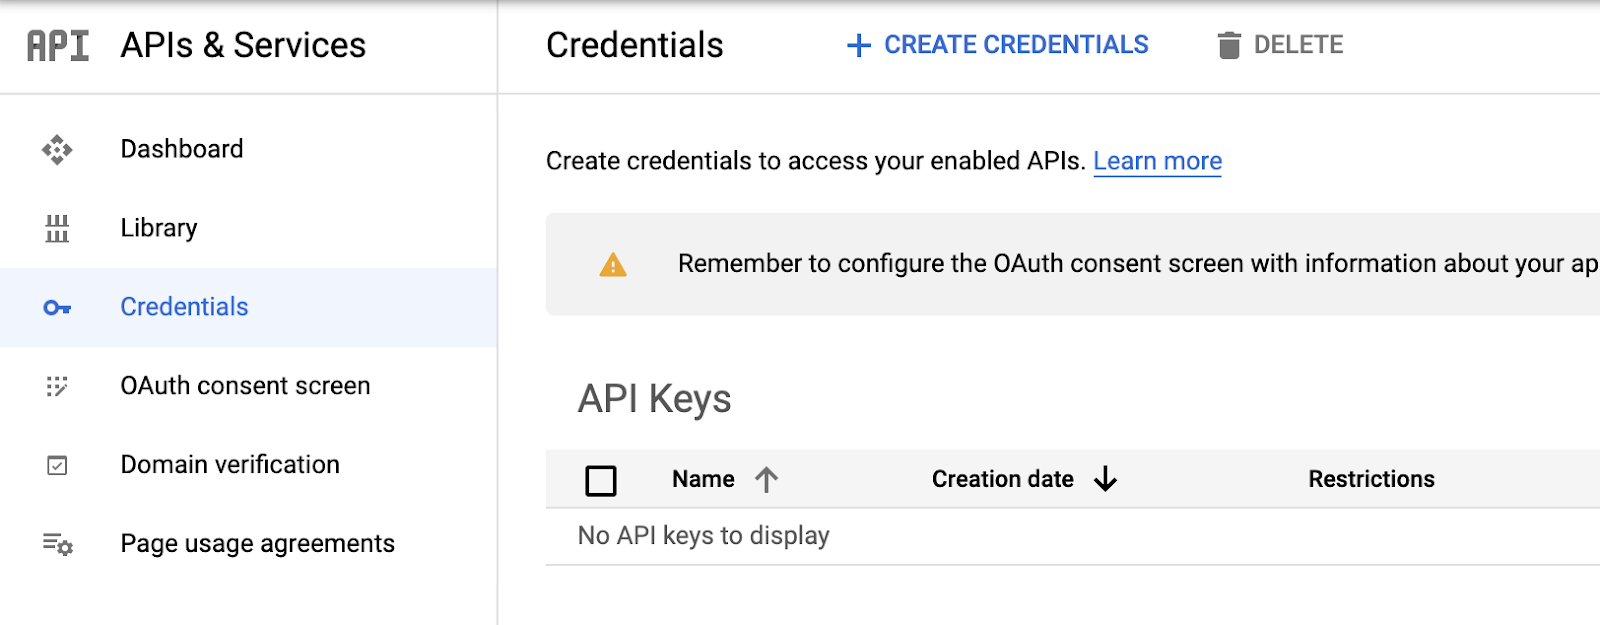 API APIs & Services
Credentials
CREATE CREDENTIALS
DELETE
Dashboard
Library
Credentials
OAuth consent screen
Domain verification
Page usage agreements
Create credentials to access your enabled APIs. Learn more
Remember to configure the OAuth consent screen with information about your ap
API Keys
Name Creation date Restrictions
No API keys to display